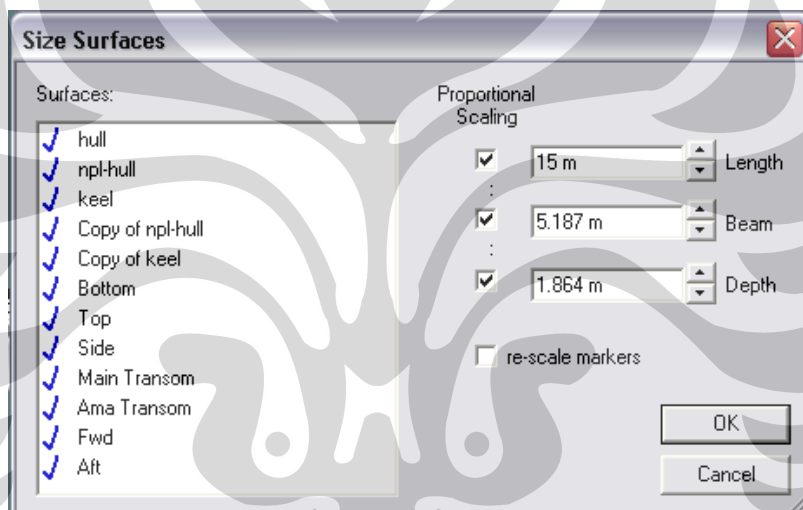 Size Surfaces
Surfaces:
hull
npl-hull
keel
Copy of npl-hull
Copy of keel
Bottom
Top
Side
Main Transom
Ama Transom
Fwd
Aft
Proportional
Scaling
15 m Length
:
5.187 m Beam
:
1.864 m Depth
re-scale markers
OK
Cancel